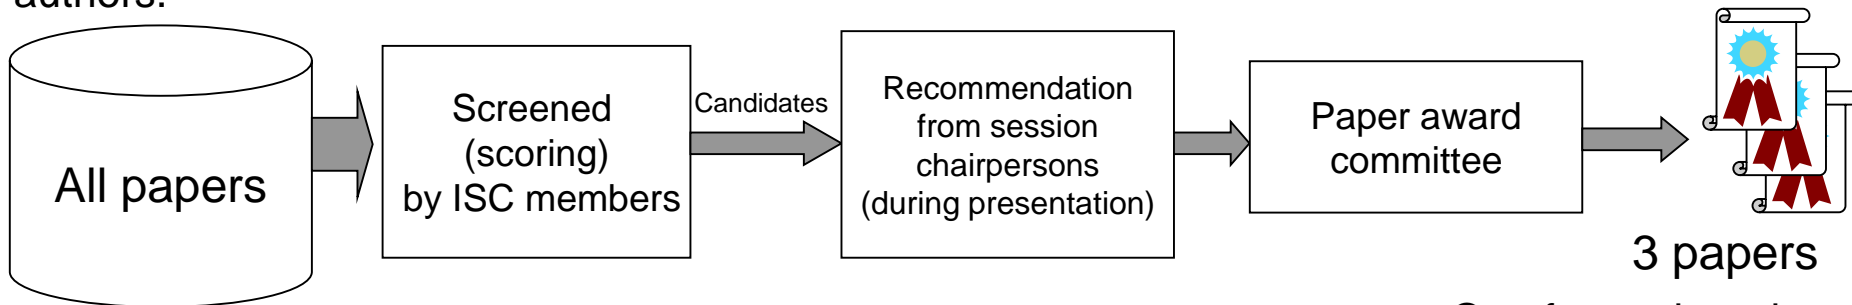 authors.
All papers
Screened
(scoring)
by ISC members
Candidates
Recommendation
from session
chairpersons
(during presentation)
Paper award
committee
3 papers